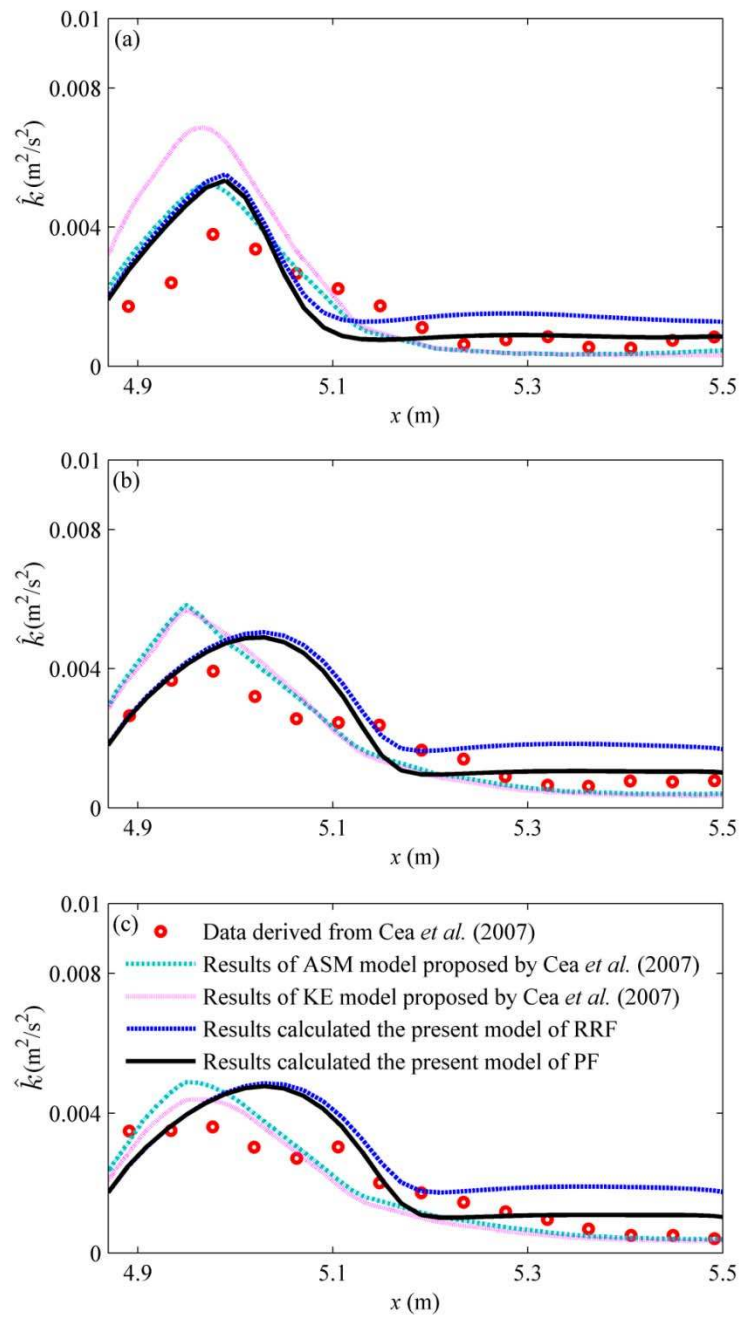 (a)
0.01
0.008
0.004
0
k̂ (m²/s²)
4.9 5.1 5.3 5.5
x (m)
(b)
0.01
0.008
0.004
0
k̂ (m²/s²)
4.9 5.1 5.3 5.5
x (m)
(c)
0.01
0.008
0.004
0
k̂ (m²/s²)
Data derived from Cea et al. (2007)
Results of ASM model proposed by Cea et al. (2007)
Results of KE model proposed by Cea et al. (2007)
Results calculated the present model of RRF
Results calculated the present model of PF
4.9 5.1 5.3 5.5
x (m)